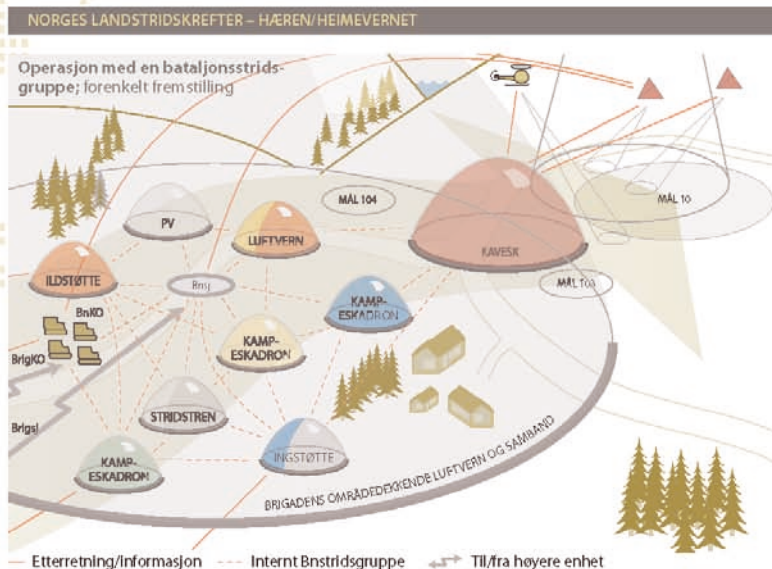 NORGES LANDSTRIDSKREFTER – HÆREN/HEIMEVERNET
Operasjon med en bataljonsstrids-
gruppe; forenkelt fremstilling
MÅL 104
MÅL 10
PV
LUFTVERN
KAVESK
ILDSTØTTE
Bnsj
MÅL 103
BnKO
KAMP-
ESKADRON
KAMP-
ESKADRON
BrigKO
STRIDSTREN
Brigsj
KAMP-
ESKADRON
INGSTØTTE
BRIGADENS OMRÅDEDEKKENDE LUFTVERN OG SAMBAND
Etterretning/informasjon
Internt Bnstridsgruppe
Til/fra høyere enhet